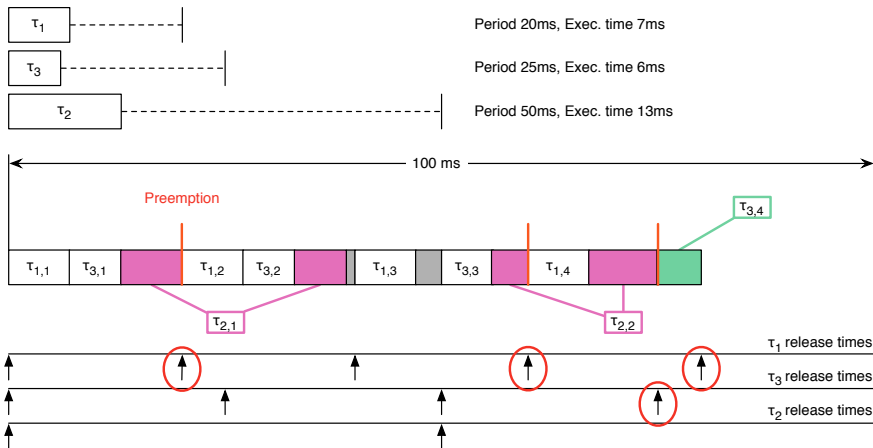 τ1 Period 20ms, Exec. time 7ms
τ3 Period 25ms, Exec. time 6ms
τ2 Period 50ms, Exec. time 13ms
100 ms
Preemption
τ3,4
τ1,1 τ3,1 τ1,2 τ3,2 τ1,3 τ3,3 τ1,4
τ2,1 τ2,2
τ1 release times
τ3 release times
τ2 release times